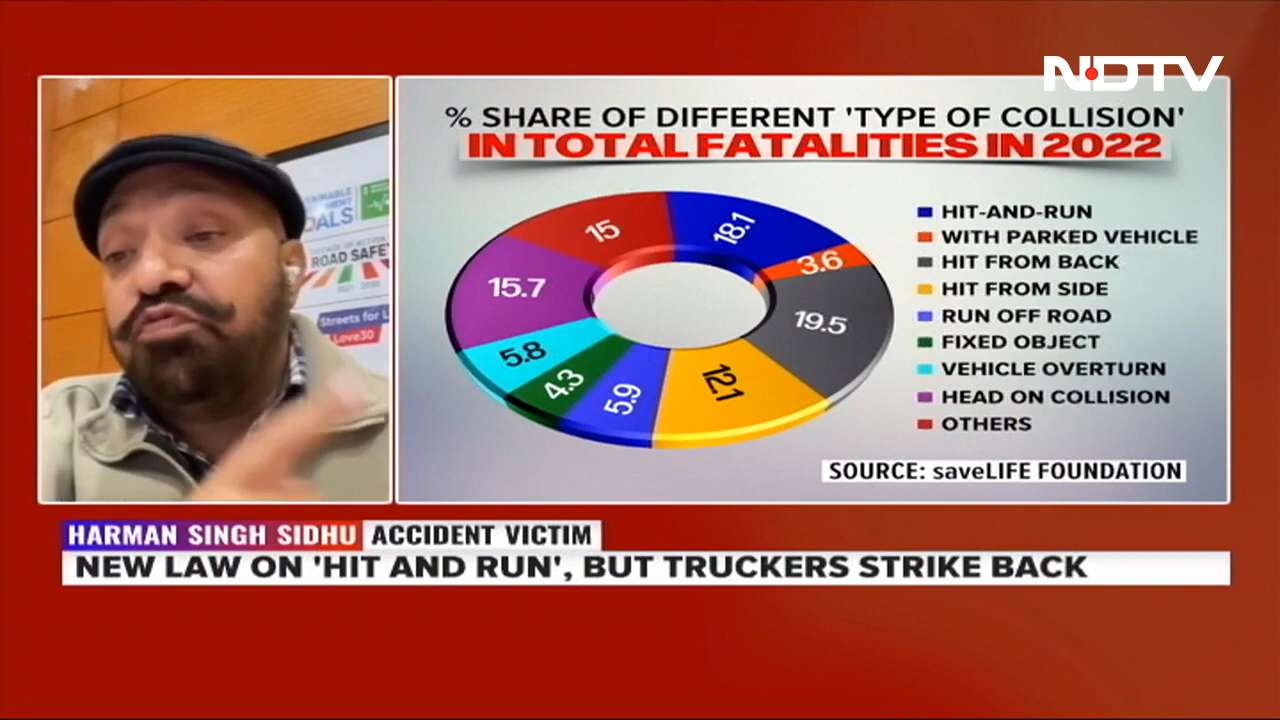 NDTV
% SHARE OF DIFFERENT 'TYPE OF COLLISION'
IN TOTAL FATALITIES IN 2022
18.1
3.6
19.5
12.1
5.9
4.3
5.8
15.7
15
HIT-AND-RUN
WITH PARKED VEHICLE
HIT FROM BACK
HIT FROM SIDE
RUN OFF ROAD
FIXED OBJECT
VEHICLE OVERTURN
HEAD ON COLLISION
OTHERS
SOURCE: saveLIFE FOUNDATION
ROAD SAFE
Streets for L
Love30
HARMAN SINGH SIDHU ACCIDENT VICTIM
NEW LAW ON 'HIT AND RUN', BUT TRUCKERS STRIKE BACK